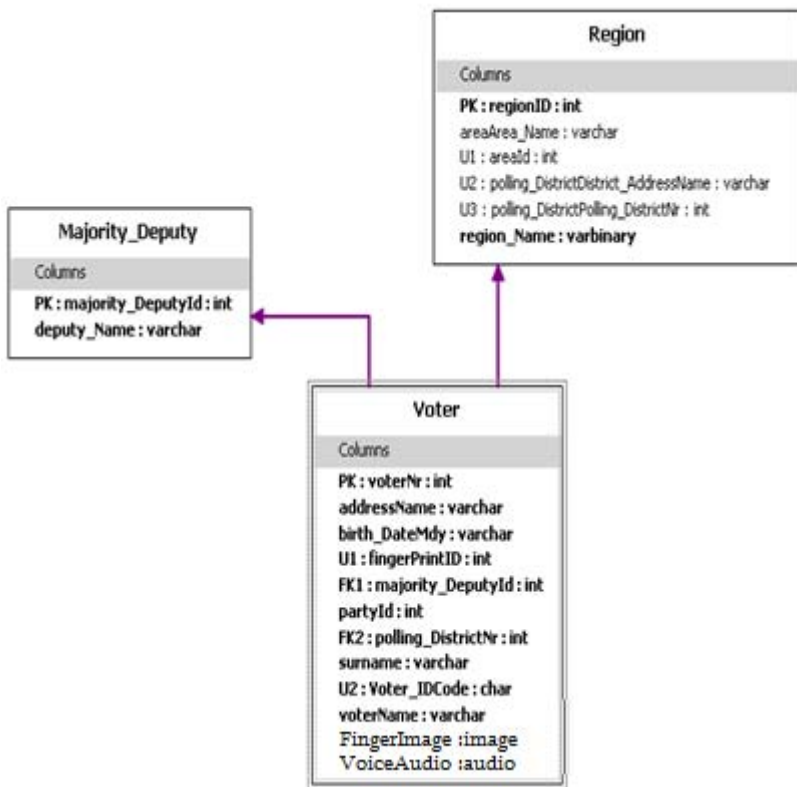 Region
Columns
PK : regionID : int
areaArea_Name : varchar
U1 : areaId : int
U2 : polling_DistrictDistrict_AddressName : varchar
U3 : polling_DistrictPolling_DistrictNr : int
region_Name : varbinary
Majority_Deputy
Columns
PK : majority_DeputyId : int
deputy_Name : varchar
Voter
Columns
PK : voterNr : int
addressName : varchar
birth_DateMdy : varchar
U1 : fingerPrintID : int
FK1 : majority_DeputyId : int
partyId : int
FK2 : polling_DistrictNr : int
surname : varchar
U2 : Voter_IDCode : char
voterName : varchar
FingerImage :image
VoiceAudio :audio